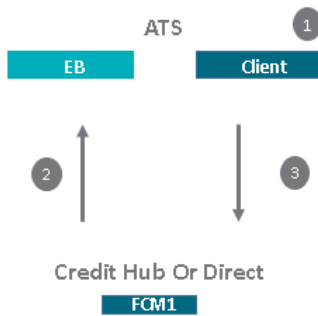 ATS
1
EB
Client
2
3
Credit Hub Or Direct
FCM1